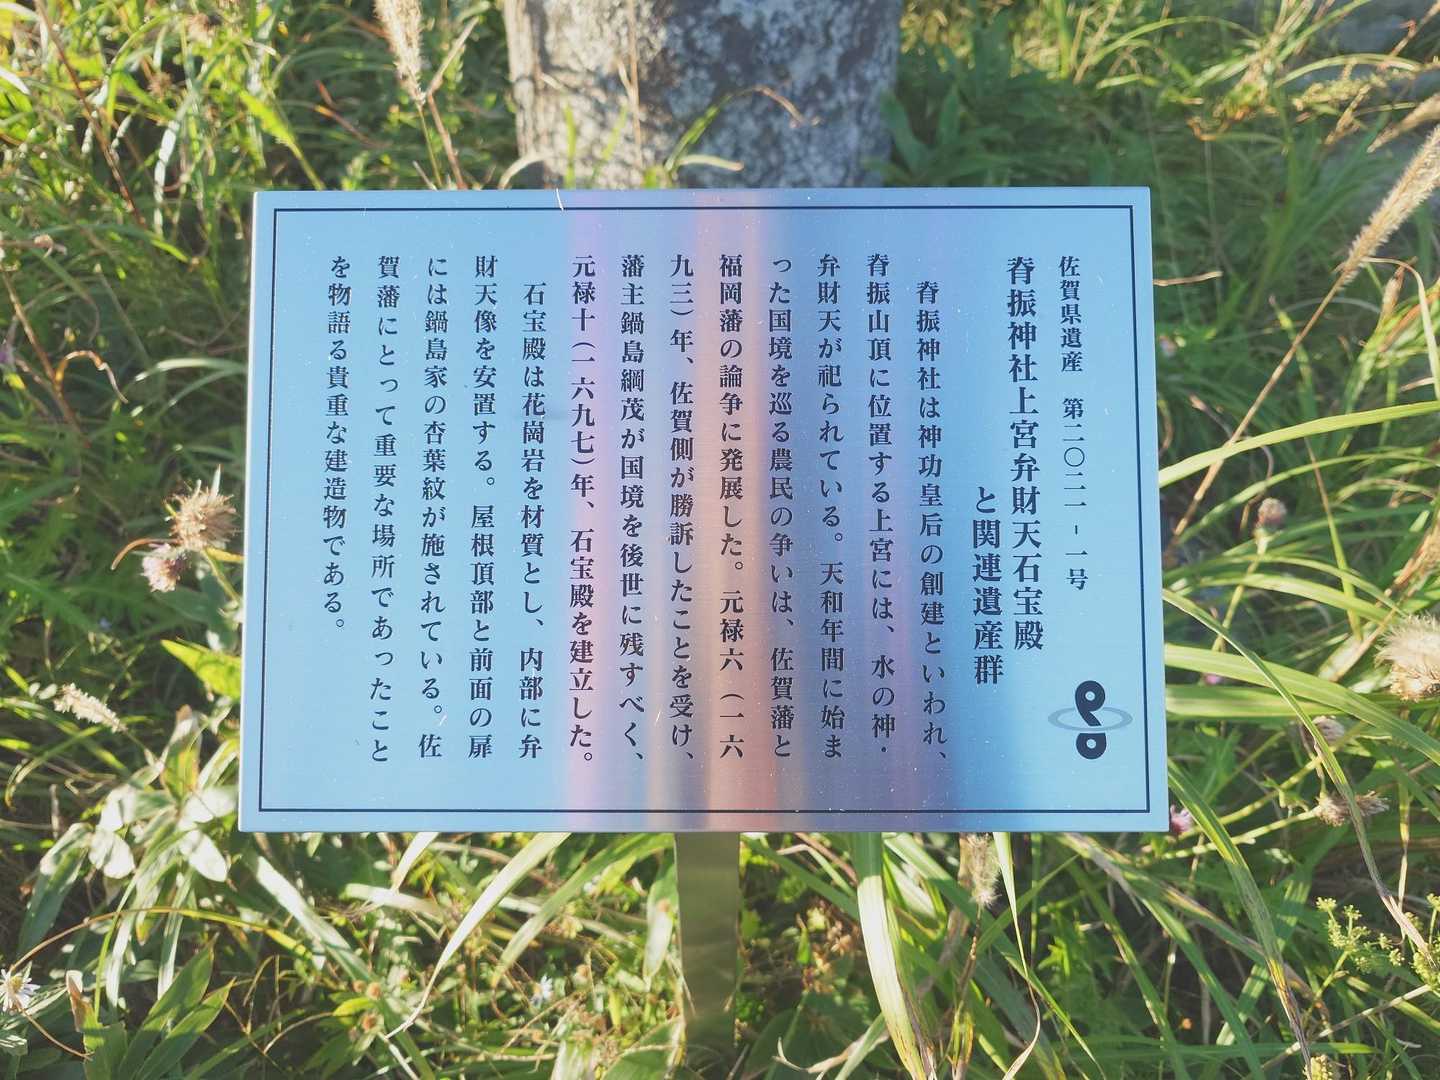 佐賀県遺産 第二〇二一－一号
脊振神社上宮弁財天石宝殿
と関連遺産群
脊振神社は神功皇后の創建といわれ、
脊振山頂に位置する上宮には、水の神・
弁財天が祀られている。天和年間に始ま
った国境を巡る農民の争いは、佐賀藩と
福岡藩の論争に発展した。元禄六（一六
九三）年、佐賀側が勝訴したことを受け、
藩主鍋島綱茂が国境を後世に残すべく、
元禄十（一六九七）年、石宝殿を建立した。
石宝殿は花崗岩を材質とし、内部に弁
財天像を安置する。屋根頂部と前面の扉
には鍋島家の杏葉紋が施されている。佐
賀藩にとって重要な場所であったこと
を物語る貴重な建造物である。